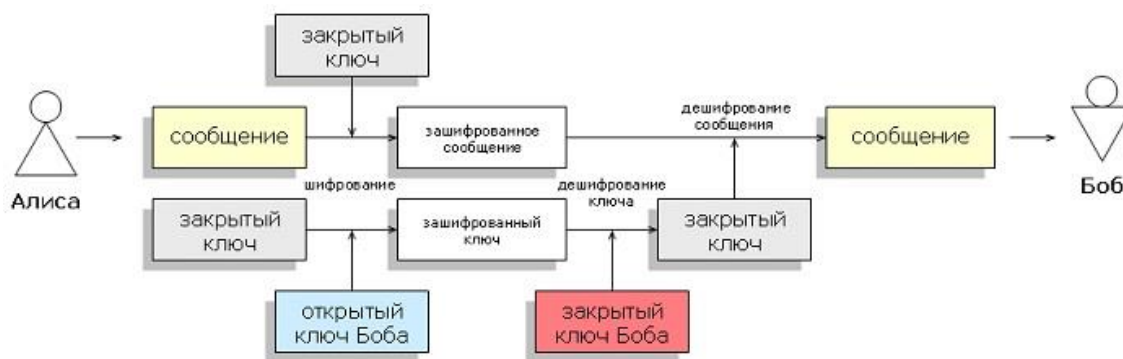 закрытый
ключ
Алиса
сообщение
зашифрованное
сообщение
дешифрование
сообщения
сообщение
Боб
шифрование
дешифрование
ключа
закрытый
ключ
зашифрованный
ключ
закрытый
ключ
открытый
ключ Боба
закрытый
ключ Боба